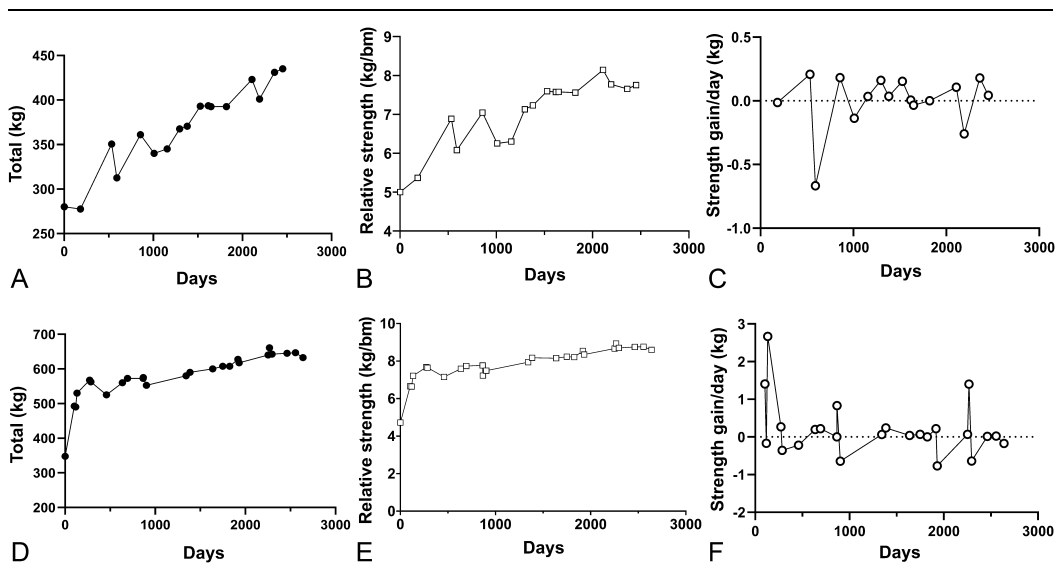 450
400
350
300
250
Total (kg)
0 1000 2000 3000
Days
A
9
8
7
6
5
4
Relative strength (kg/bm)
0 1000 2000 3000
Days
B
0.5
0.0
-0.5
-1.0
Strength gain/day (kg)
0 1000 2000 3000
Days
C
700
600
500
400
300
200
Total (kg)
0 1000 2000 3000
Days
D
10
8
6
4
2
0
Relative strength (kg/bm)
0 1000 2000 3000
Days
E
3
2
1
0
-1
-2
Strength gain/day (kg)
0 1000 2000 3000
Days
F